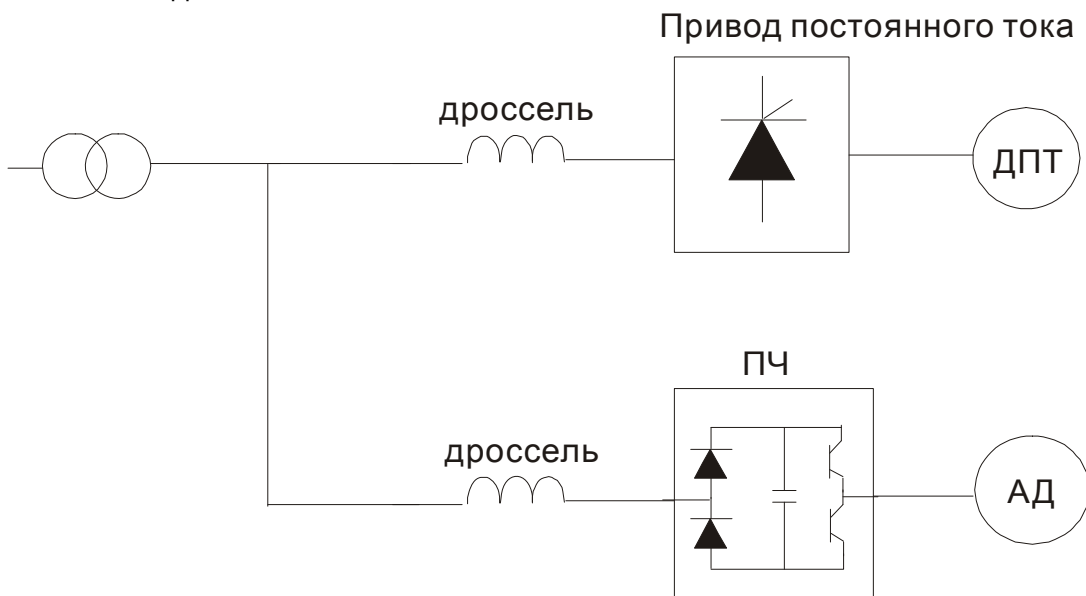 Привод постоянного тока
дроссель
ДПТ
ПЧ
дроссель
АД